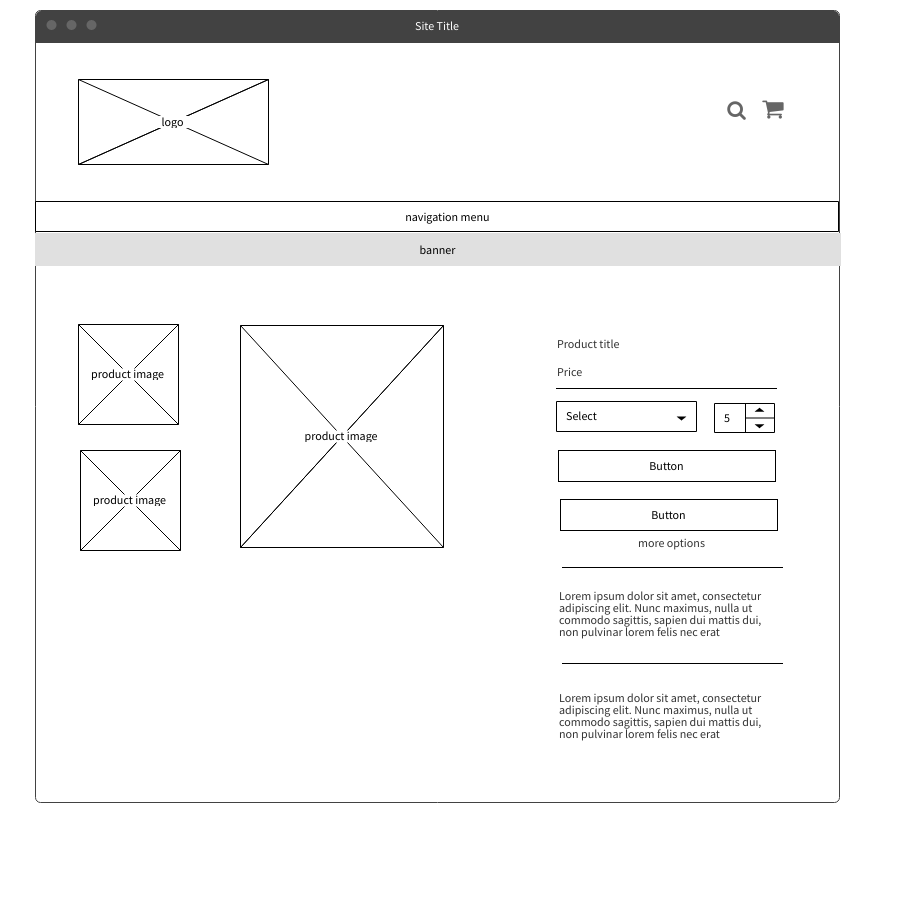 Site Title
logo
navigation menu
banner
product image
product image
product image
Product title
Price
Select
5
Button
Button
more options
Lorem ipsum dolor sit amet, consectetur
adipiscing elit. Nunc maximus, nulla ut
commodo sagittis, sapien dui mattis dui,
non pulvinar lorem felis nec erat
Lorem ipsum dolor sit amet, consectetur
adipiscing elit. Nunc maximus, nulla ut
commodo sagittis, sapien dui mattis dui,
non pulvinar lorem felis nec erat